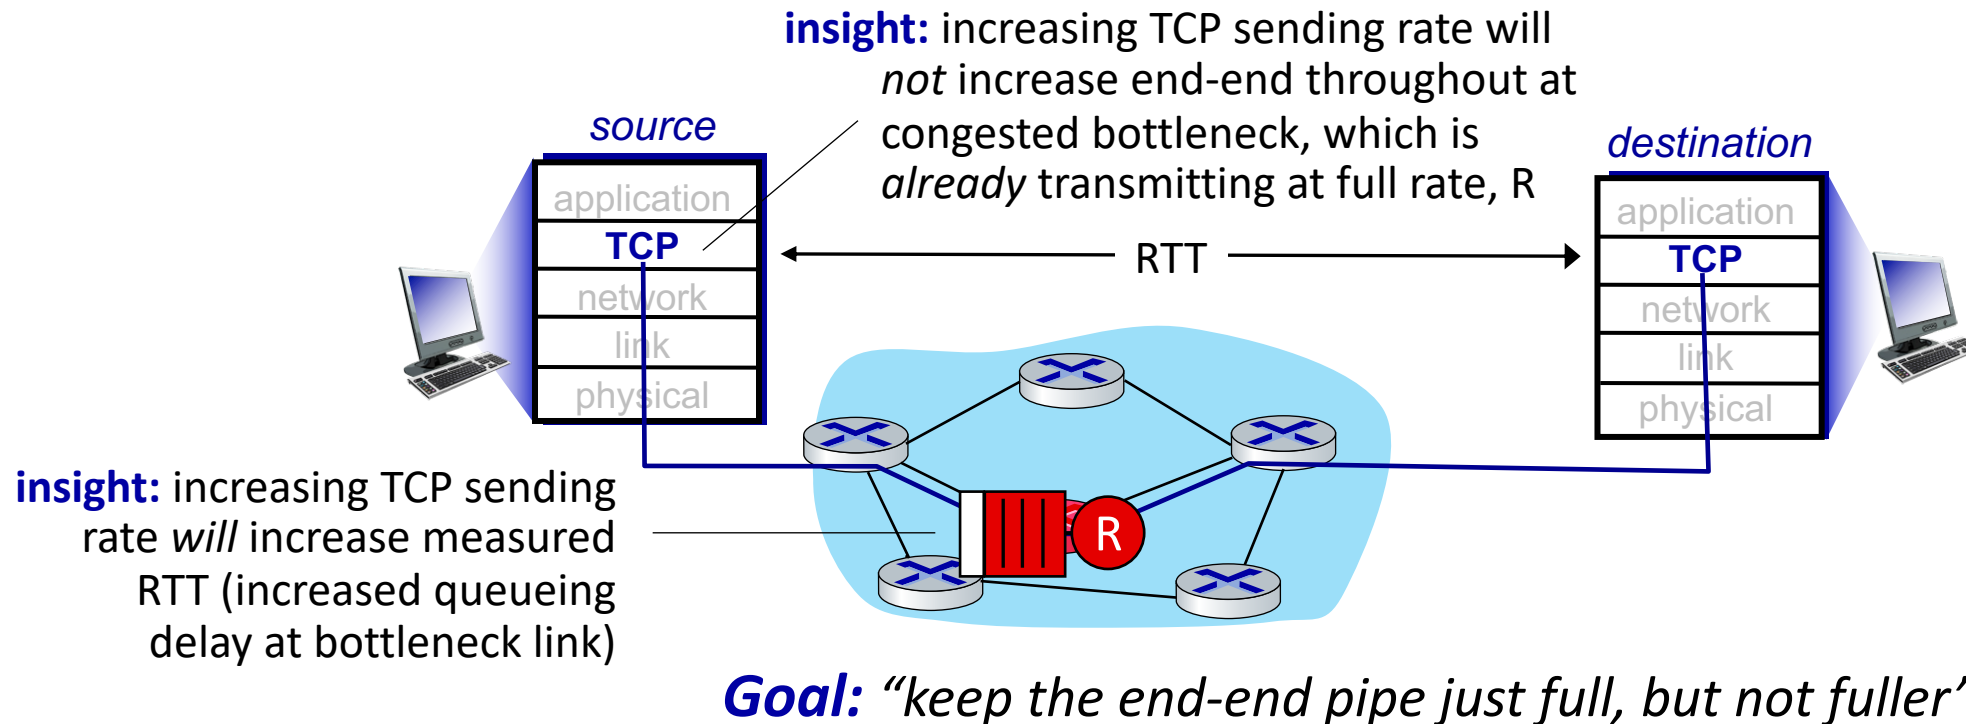 insight: increasing TCP sending rate will
not increase end-end throughout at
congested bottleneck, which is
already transmitting at full rate, R
source
application
TCP
network
link
physical
RTT
destination
application
TCP
network
link
physical
R
insight: increasing TCP sending
rate will increase measured
RTT (increased queueing
delay at bottleneck link)
Goal: “keep the end-end pipe just full, but not fuller”